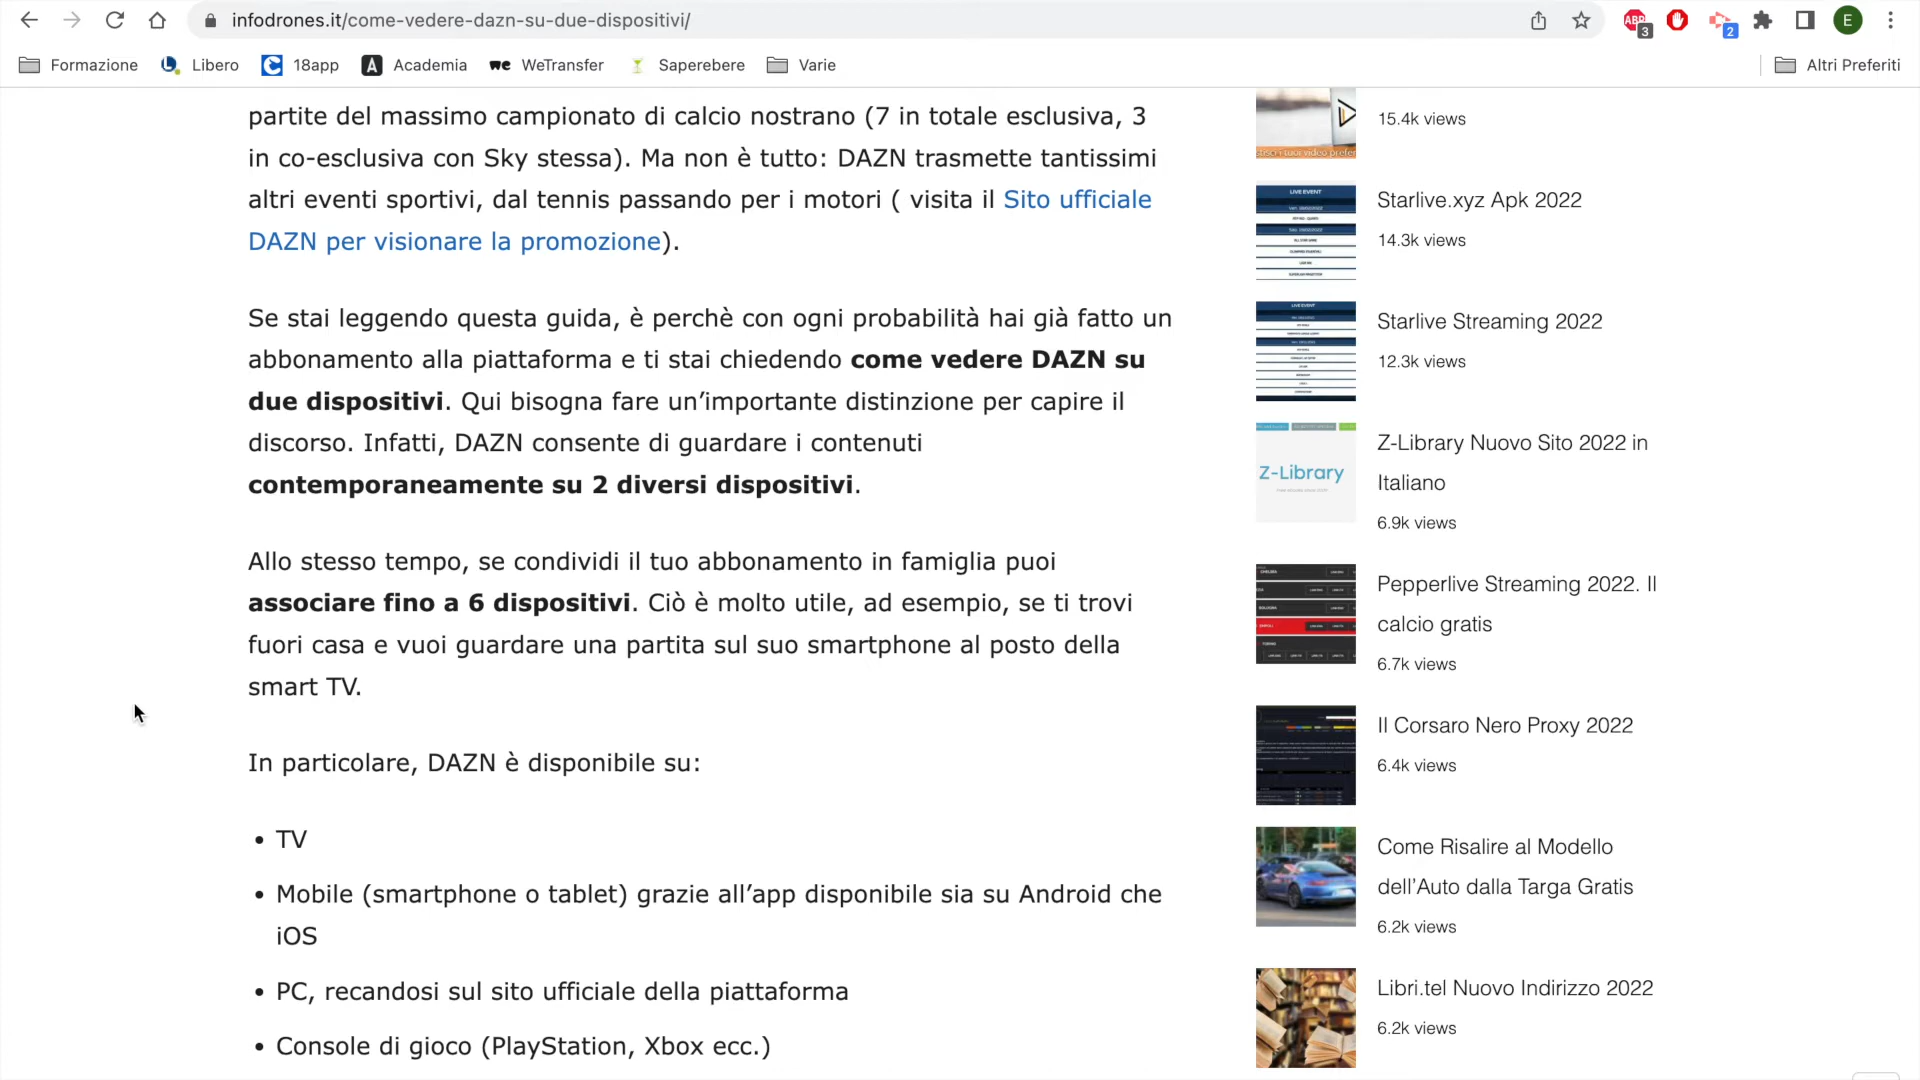 infodrones.it/come-vedere-dazn-su-due-dispositivi/
ABP
3
2
E
Formazione
Libero
18app
Academia
WeTransfer
Saperebere
Varie
Altri Preferiti
partite del massimo campionato di calcio nostrano (7 in totale esclusiva, 3
in co-esclusiva con Sky stessa). Ma non è tutto: DAZN trasmette tantissimi
altri eventi sportivi, dal tennis passando per i motori ( visita il Sito ufficiale
DAZN per visionare la promozione).
Se stai leggendo questa guida, è perchè con ogni probabilità hai già fatto un
abbonamento alla piattaforma e ti stai chiedendo come vedere DAZN su
due dispositivi. Qui bisogna fare un’importante distinzione per capire il
discorso. Infatti, DAZN consente di guardare i contenuti
contemporaneamente su 2 diversi dispositivi.
Allo stesso tempo, se condividi il tuo abbonamento in famiglia puoi
associare fino a 6 dispositivi. Ciò è molto utile, ad esempio, se ti trovi
fuori casa e vuoi guardare una partita sul suo smartphone al posto della
smart TV.
In particolare, DAZN è disponibile su:
• TV
• Mobile (smartphone o tablet) grazie all’app disponibile sia su Android che
iOS
• PC, recandosi sul sito ufficiale della piattaforma
• Console di gioco (PlayStation, Xbox ecc.)
15.4k views
LIVE EVENT
Starlive.xyz Apk 2022
14.3k views
LIVE EVENT
Starlive Streaming 2022
12.3k views
Z-Library
Z-Library Nuovo Sito 2022 in
Italiano
6.9k views
Pepperlive Streaming 2022. Il
calcio gratis
6.7k views
Il Corsaro Nero Proxy 2022
6.4k views
Come Risalire al Modello
dell’Auto dalla Targa Gratis
6.2k views
Libri.tel Nuovo Indirizzo 2022
6.2k views